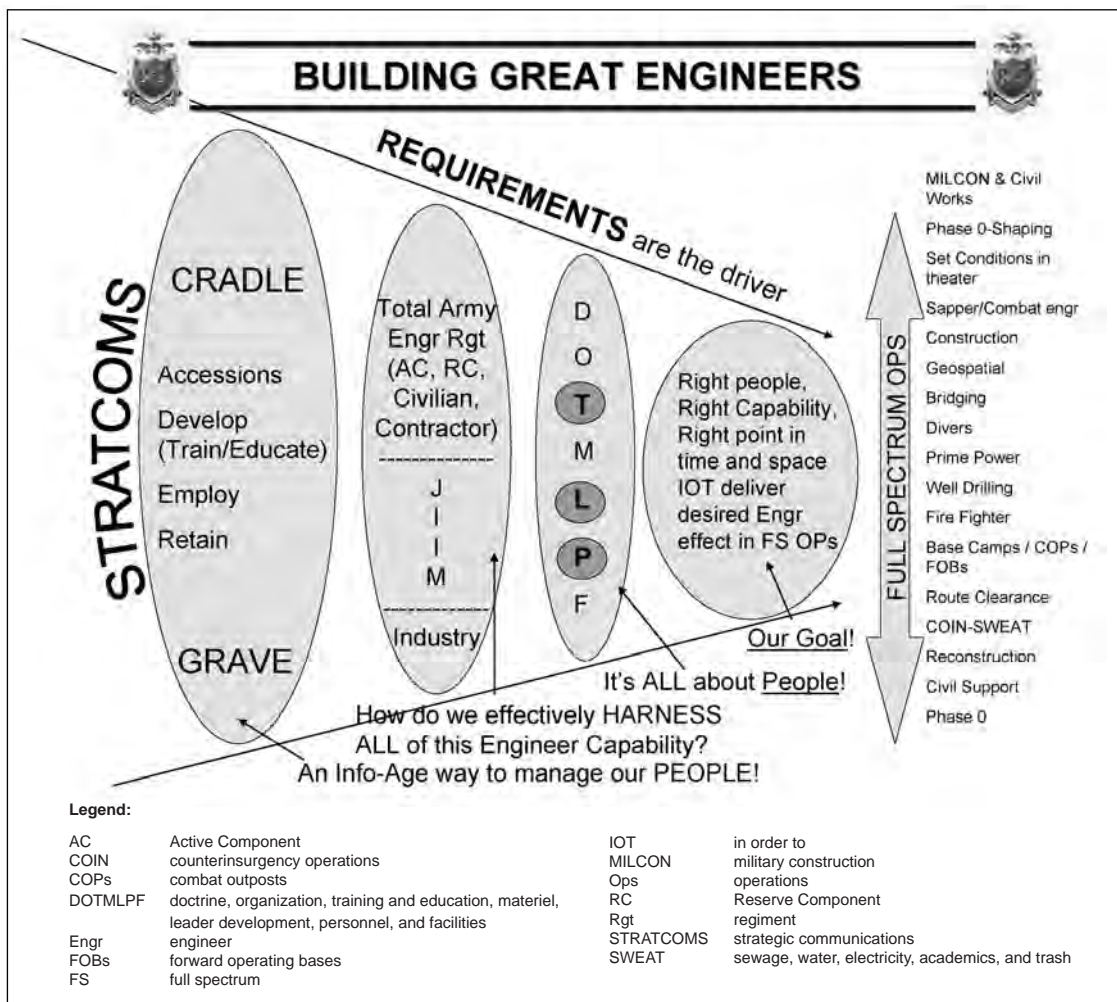 BUILDING GREAT ENGINEERS
REQUIREMENTS are the driver
STRATCOMS
CRADLE
Accessions
Develop
(Train/Educate)
Employ
Retain
GRAVE
Total Army
Engr Rgt
(AC, RC,
Civilian,
Contractor)
J
I
I
M
Industry
D
O
T
M
L
P
F
Right people,
Right Capability,
Right point in
time and space
IOT deliver
desired Engr
effect in FS OPs
Our Goal!
It's ALL about People!
How do we effectively HARNESS
ALL of this Engineer Capability?
An Info-Age way to manage our PEOPLE!
FULL SPECTRUM OPS
MILCON & Civil
Works
Phase 0-Shaping
Set Conditions in
theater
Sapper/Combat engr
Construction
Geospatial
Bridging
Divers
Prime Power
Well Drilling
Fire Fighter
Base Camps / COPs /
FOBs
Route Clearance
COIN-SWEAT
Reconstruction
Civil Support
Phase 0
Legend:
AC Active Component
COIN counterinsurgency operations
COPs combat outposts
DOTMLPF doctrine, organization, training and education, materiel,
leader development, personnel, and facilities
Engr engineer
FOBs forward operating bases
FS full spectrum
IOT in order to
MILCON military construction
Ops operations
RC Reserve Component
Rgt regiment
STRATCOMS strategic communications
SWEAT sewage, water, electricity, academics, and trash